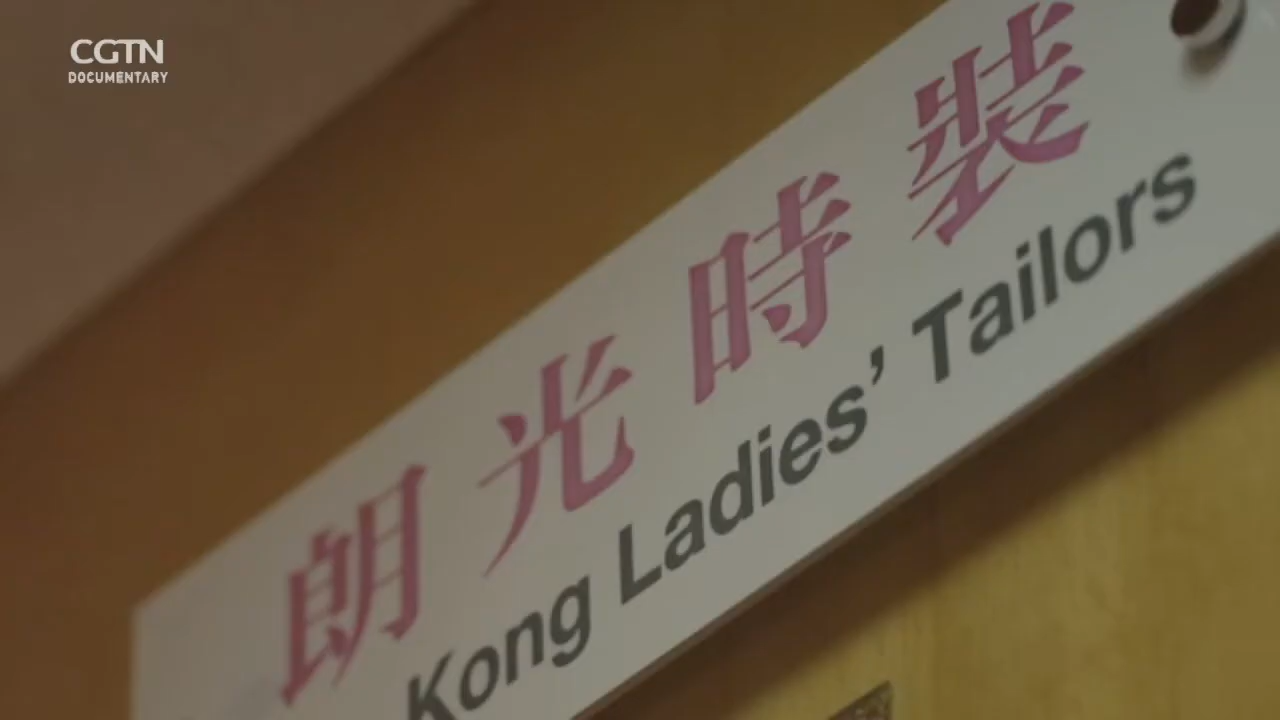 CGTN
DOCUMENTARY
朗光時裝
Kong Ladies' Tailors